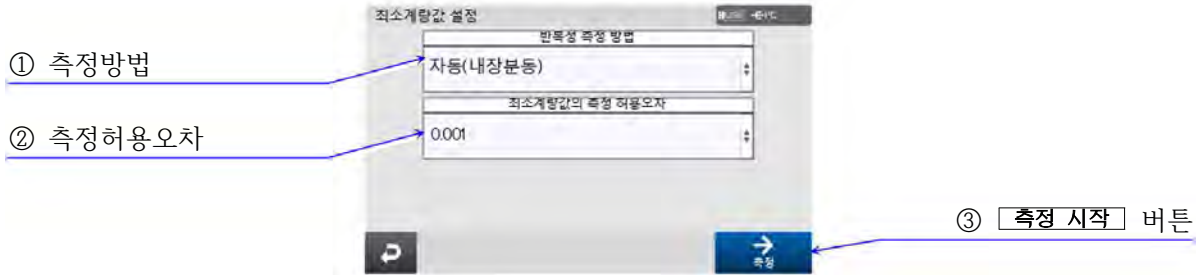 최소계량값 설정
반복성 측정 방법
① 측정방법
자동(내장분동)
최소계량값의 측정 허용오차
② 측정허용오차
0.001
③ 측정 시작 버튼
측정